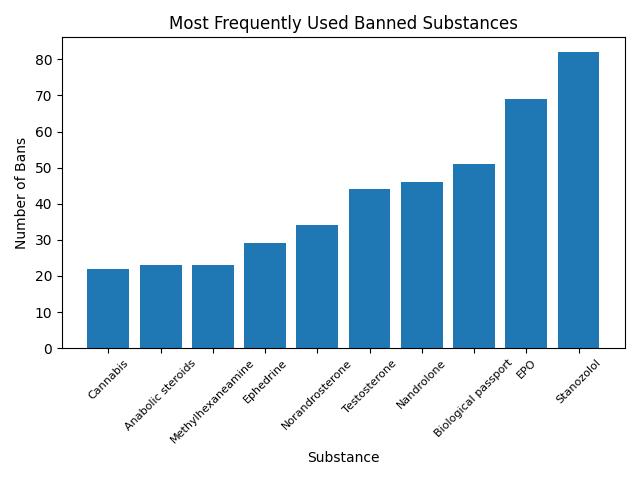 Most Frequently Used Banned Substances
Number of Bans
80
70
60
50
40
30
20
10
0
Cannabis
Anabolic steroids
Methylhexaneamine
Ephedrine
Norandrosterone
Testosterone
Nandrolone
Biological passport
EPO
Stanozolol
Substance